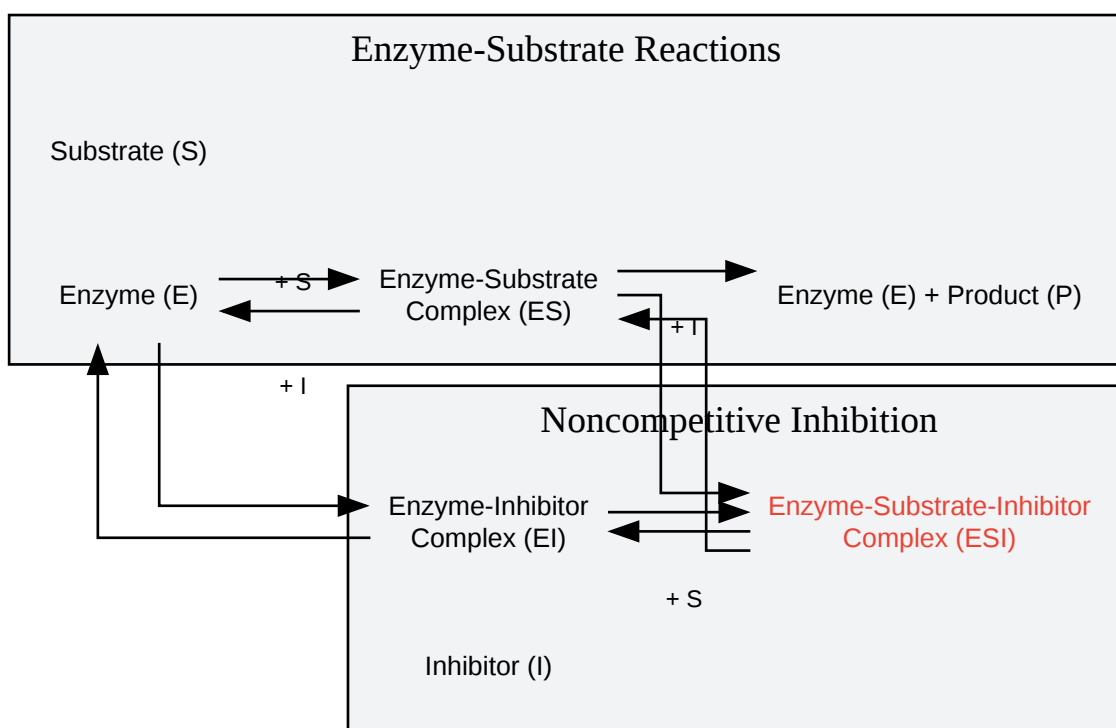 Enzyme-Substrate Reactions
Substrate (S)
+ S
Enzyme-Substrate
Complex (ES)
Enzyme (E)
Enzyme (E) + Product (P)
+ I
+ I
Noncompetitive Inhibition
Enzyme-Inhibitor
Complex (EI)
Enzyme-Substrate-Inhibitor
Complex (ESI)
+ S
Inhibitor (I)